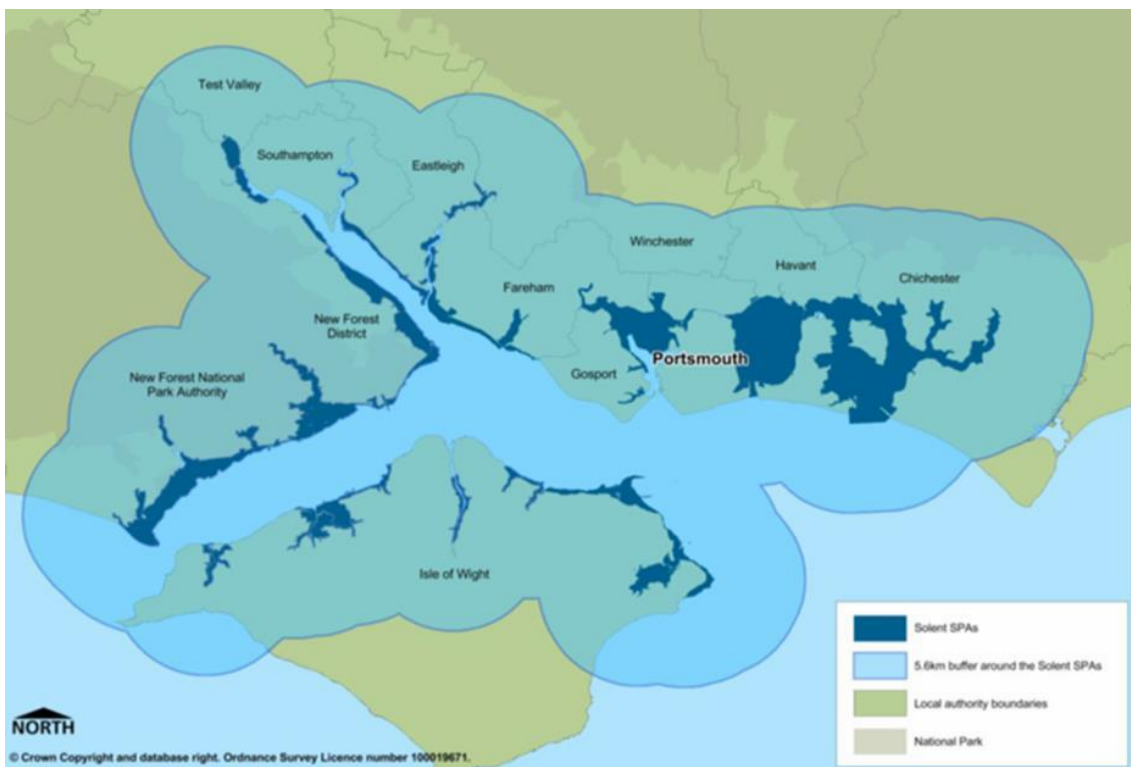 Test Valley
Southampton
Eastleigh
Winchester
Havant
Chichester
Fareham
New Forest
District
Portsmouth
Gosport
New Forest National
Park Authority
Isle of Wight
Solent SPAs
5.6km buffer around the Solent SPAs
Local authority boundaries
National Park
NORTH
© Crown Copyright and database right. Ordnance Survey Licence number 100019671.